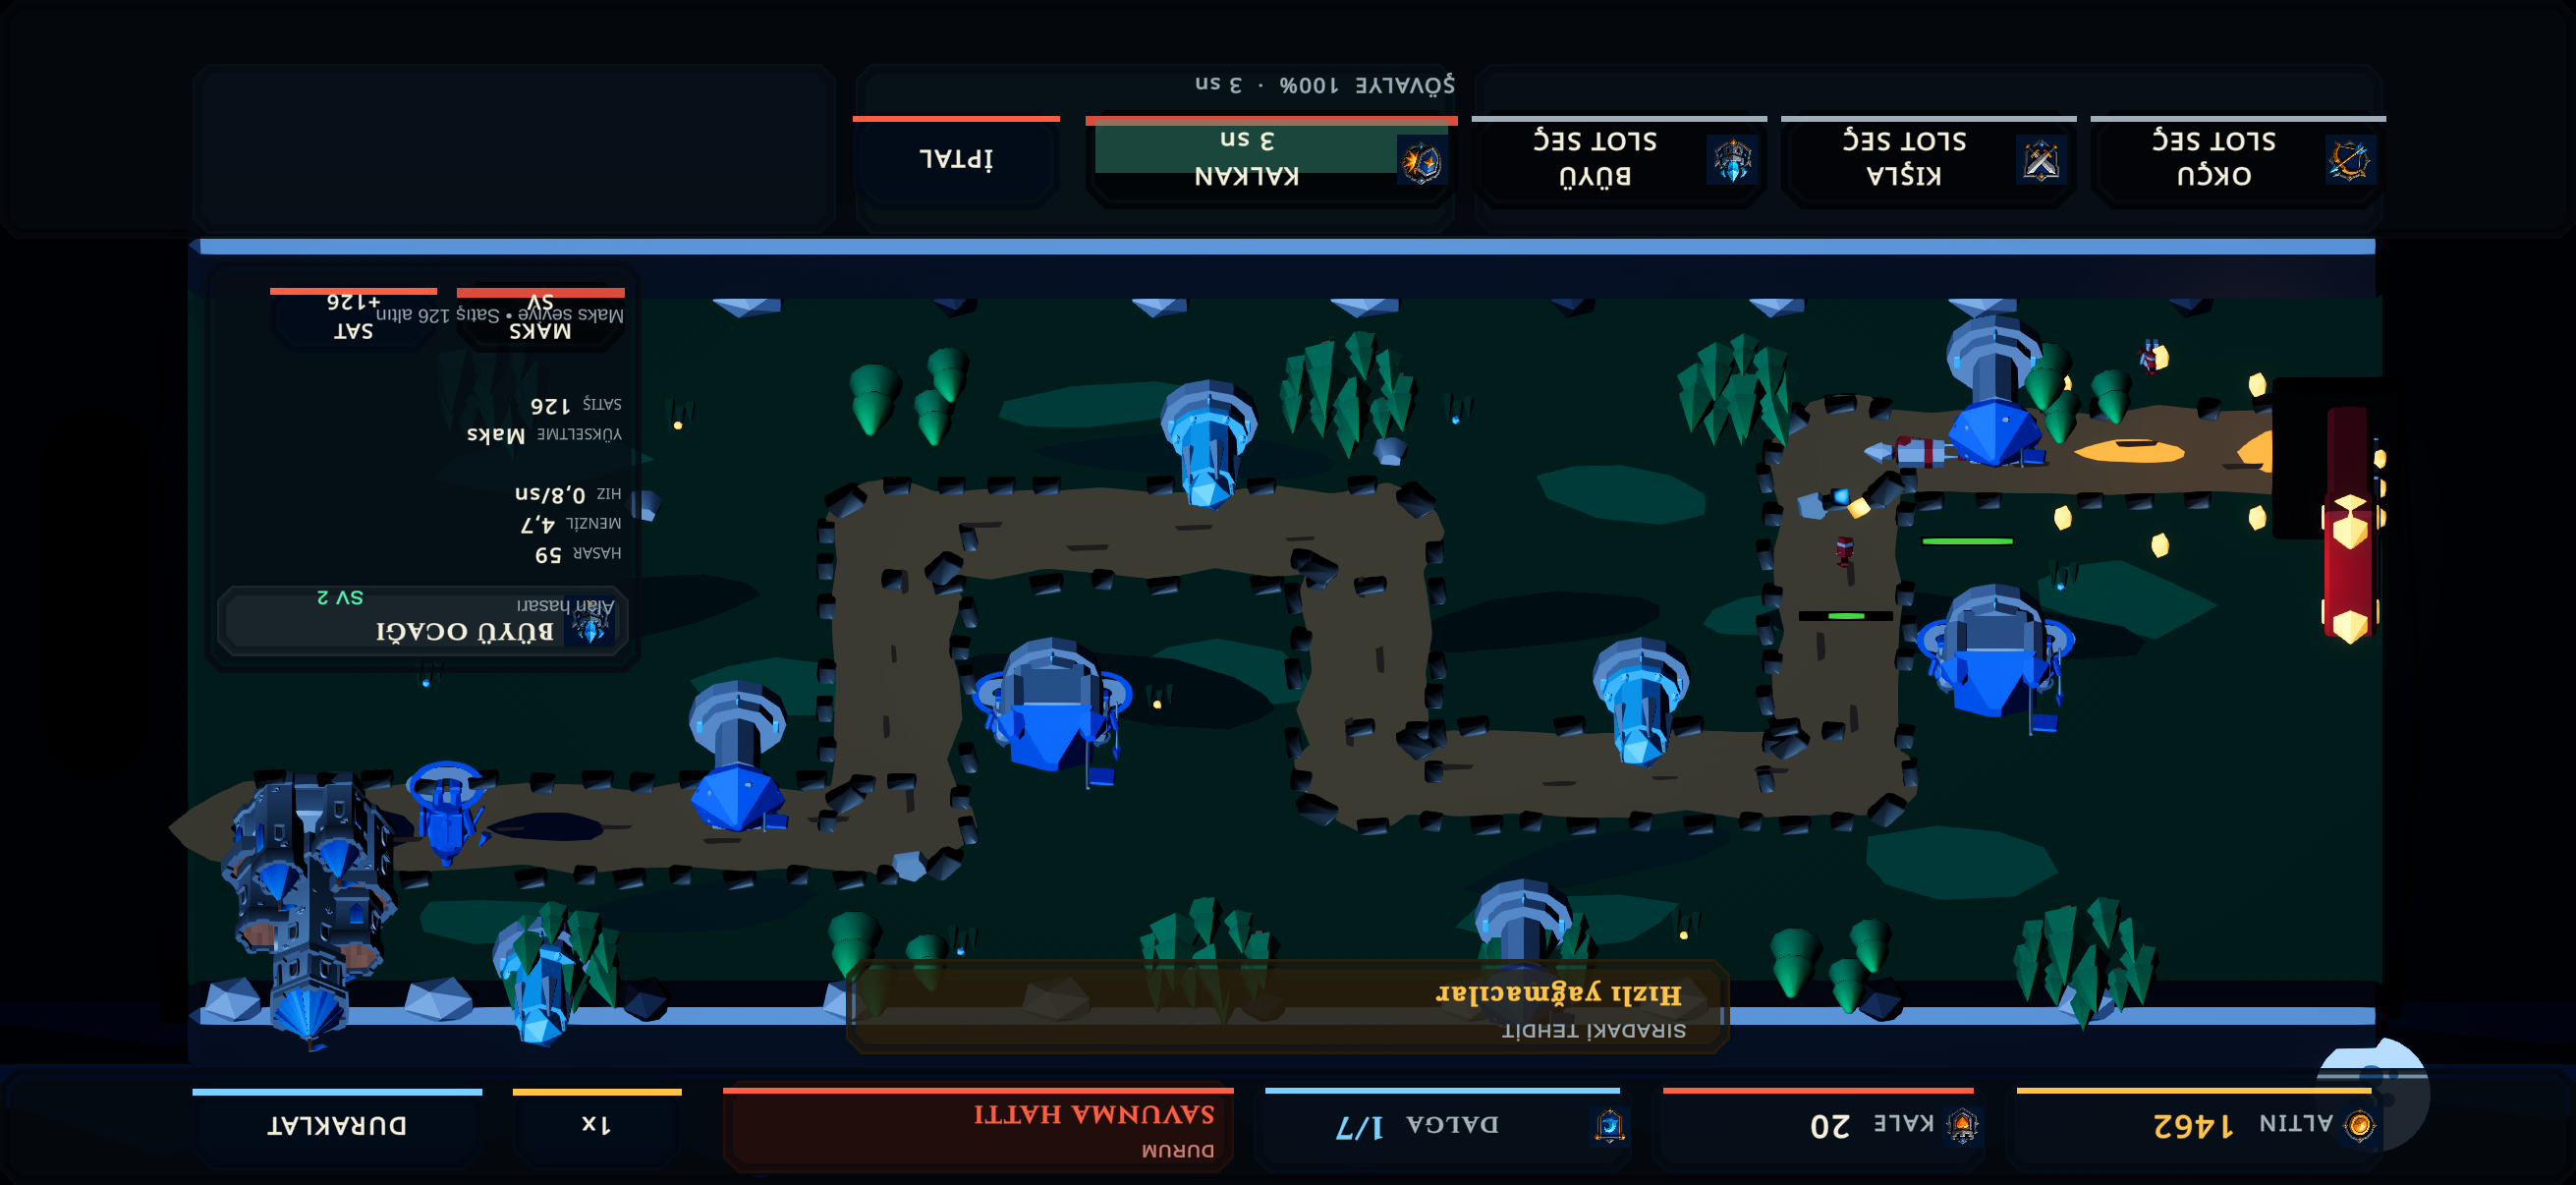 ALTIN 1462
KALE 20
DALGA 1/7
DURUM
SAVUNMA HATTI
1x
DURAKLAT
SIRADAKİ TEHDİT
Hızlı yağmacılar
BÜYÜ OCAĞI
Alan hasarı
SV 2
HASAR 59
MENZİL 4,7
HIZ 0,8/sn
YÜKSELTME Maks
SATIŞ 126
Maks seviye • Satış 126 altın
MAKS
SV
SAT
+126
OKÇU
SLOT SEÇ
KIŞLA
SLOT SEÇ
BÜYÜ
SLOT SEÇ
KALKAN
3 sn
İPTAL
ŞÖVALYE 100% · 3 sn